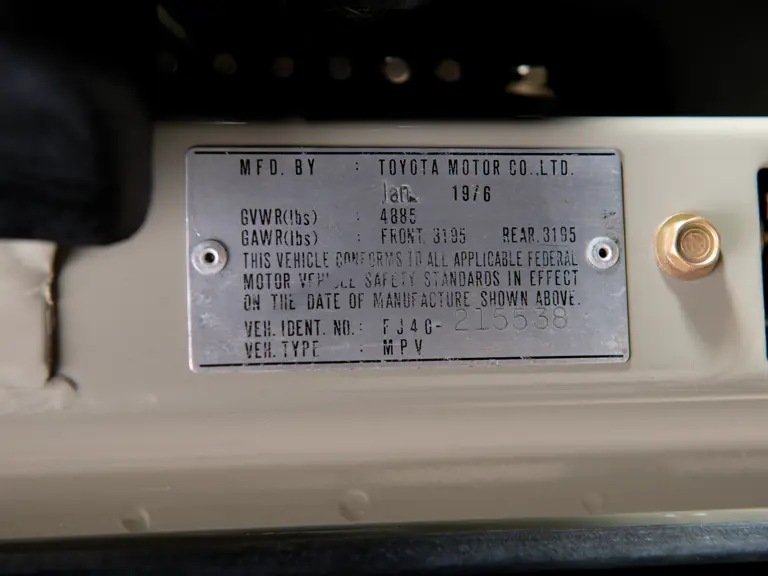 MFD. BY : TOYOTA MOTOR CO.,LTD.
Jan. 1976
GVWR(lbs) : 4885
GAWR(lbs) : FRONT. 3195 REAR. 3195
THIS VEHICLE CONFORMS TO ALL APPLICABLE FEDERAL
MOTOR VEHICLE SAFETY STANDARDS IN EFFECT
ON THE DATE OF MANUFACTURE SHOWN ABOVE.
VEH. IDENT. NO.: FJ40-215538
VEH. TYPE : MPV